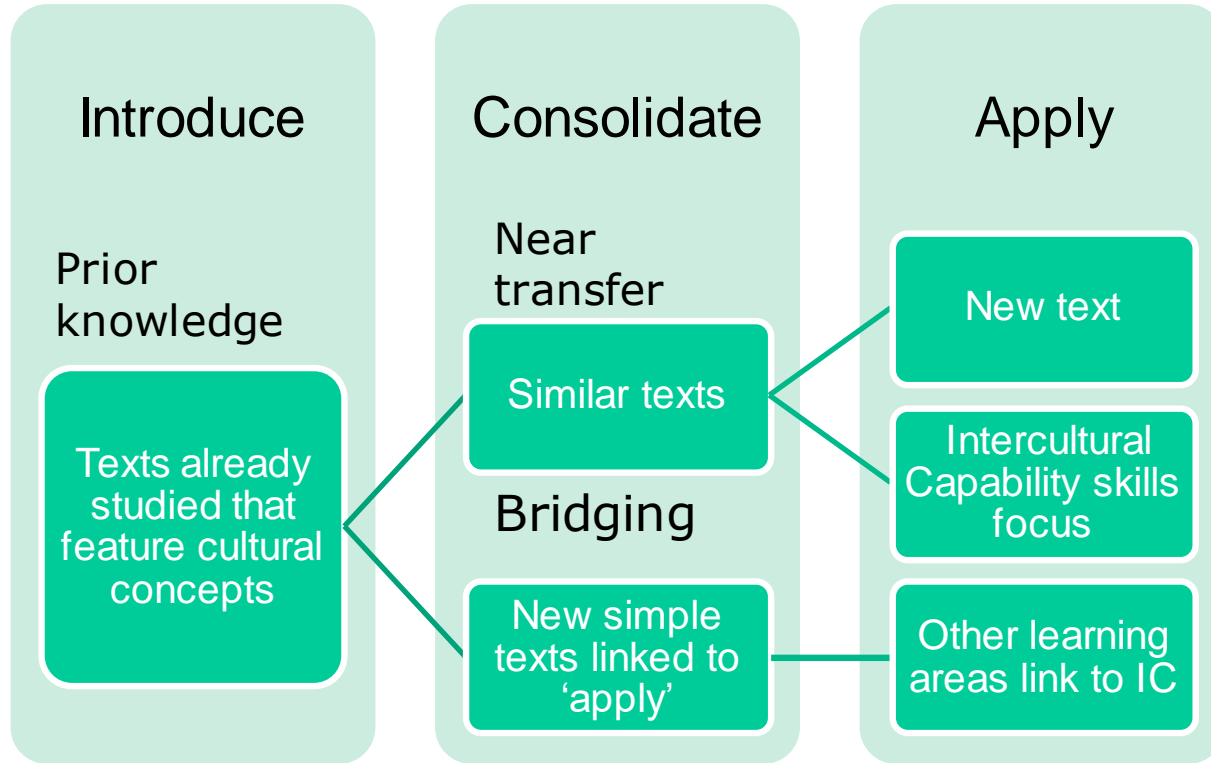 Introduce
Prior
knowledge
Texts already
studied that
feature cultural
concepts
Consolidate
Near
transfer
Similar texts
Bridging
New simple
texts linked to
‘apply’
Apply
New text
Intercultural
Capability skills
focus
Other learning
areas link to IC